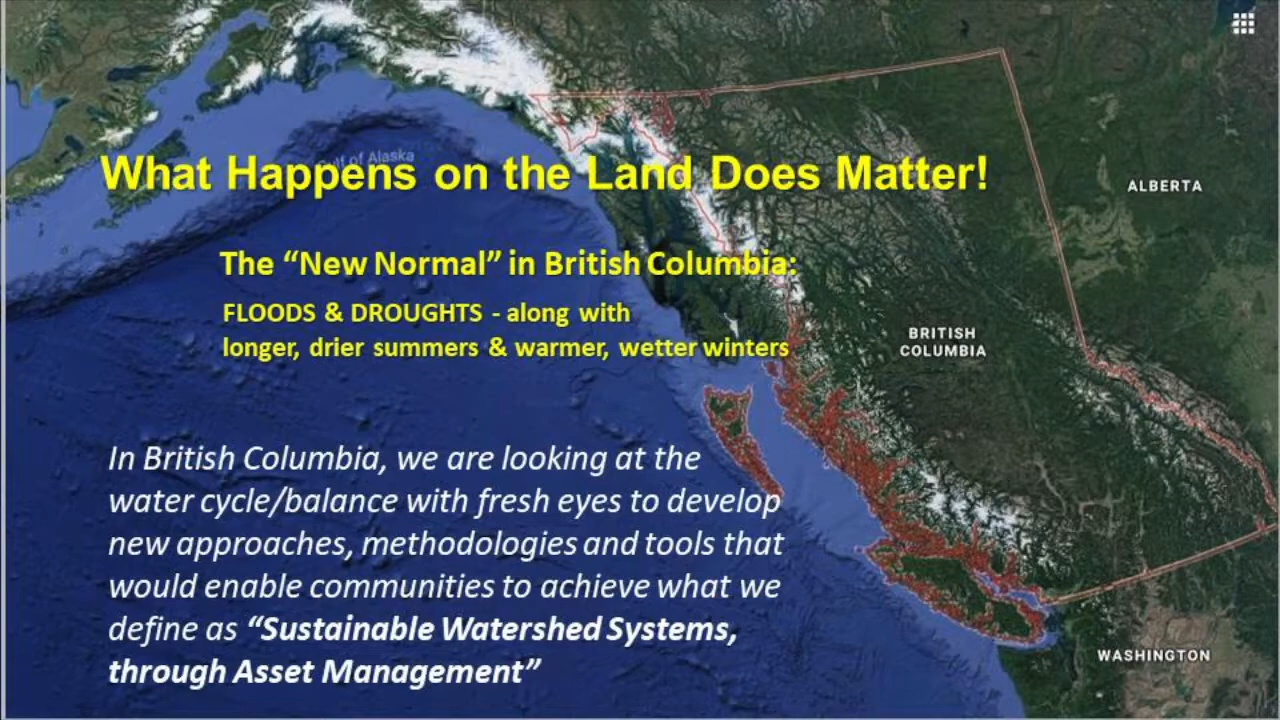 Gulf of Alaska
What Happens on the Land Does Matter!
ALBERTA
The “New Normal” in British Columbia:
FLOODS & DROUGHTS - along with
longer, drier summers & warmer, wetter winters
BRITISH
COLUMBIA
In British Columbia, we are looking at the
water cycle/balance with fresh eyes to develop
new approaches, methodologies and tools that
would enable communities to achieve what we
define as “Sustainable Watershed Systems,
through Asset Management”
WASHINGTON